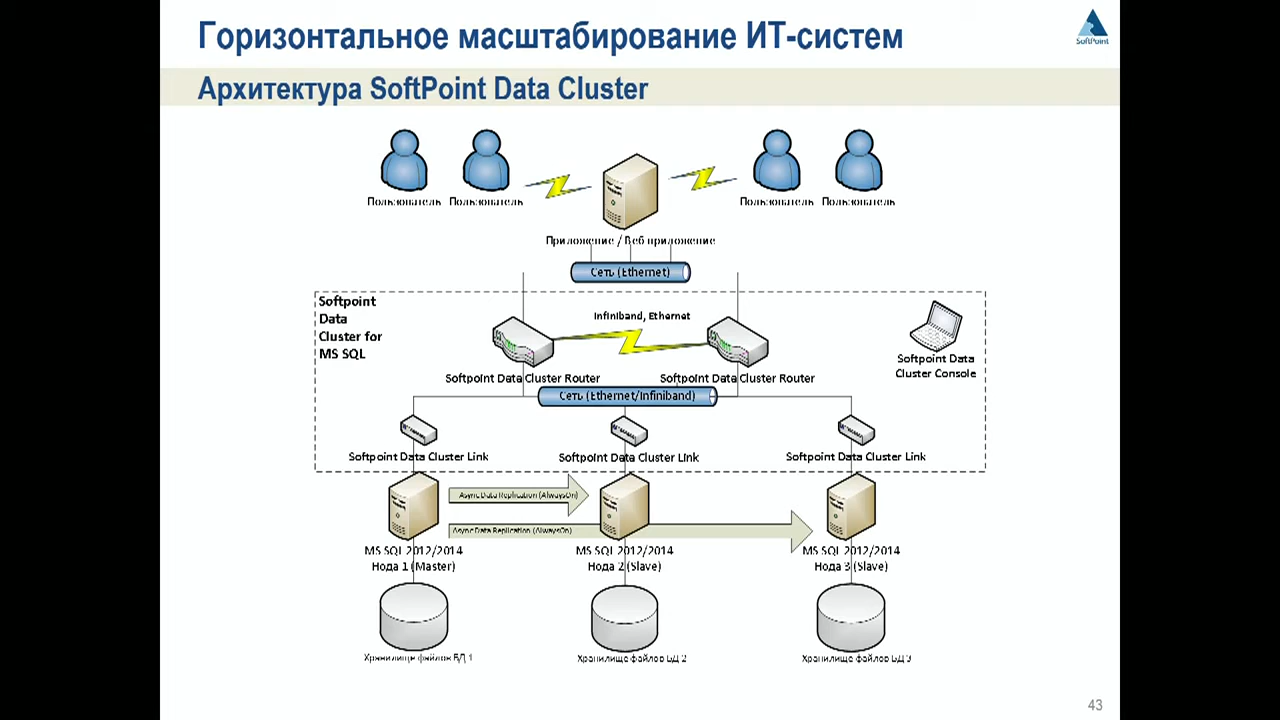 Горизонтальное масштабирование ИТ-систем
SoftPoint
Архитектура SoftPoint Data Cluster
Пользователь
Пользователь
Пользователь
Пользователь
Приложение / Веб приложение
Сеть (Ethernet)
Softpoint
Data
Cluster for
MS SQL
Infiniband, Ethernet
Softpoint Data
Cluster Console
Softpoint Data Cluster Router
Softpoint Data Cluster Router
Сеть (Ethernet/Infiniband)
Softpoint Data Cluster Link
Softpoint Data Cluster Link
Softpoint Data Cluster Link
Async Data Replication (AlwaysOn)
Async Data Replication (AlwaysOn)
MS SQL 2012/2014
Нода 1 (Master)
MS SQL 2012/2014
Нода 2 (Slave)
MS SQL 2012/2014
Нода 3 (Slave)
Хранилище файлов БД 1
Хранилище файлов БД 2
Хранилище файлов БД 3
43